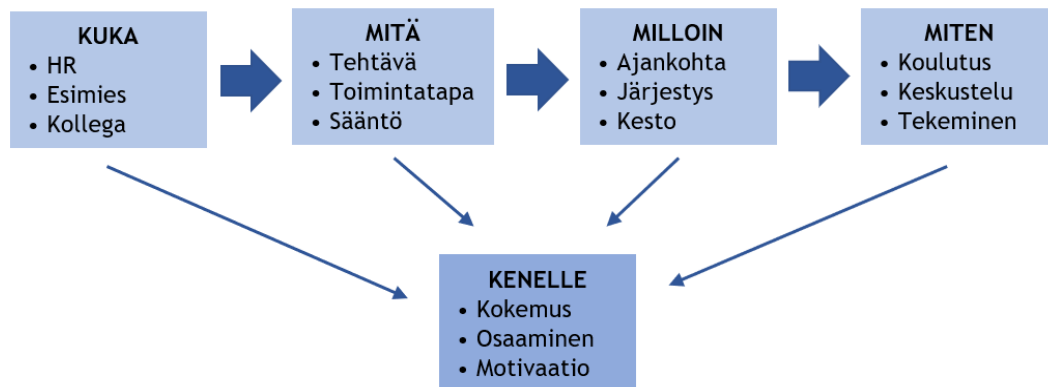 KUKA
• HR
• Esimies
• Kollega
MITÄ
• Tehtävä
• Toimintatapa
• Sääntö
MILLOIN
• Ajankohta
• Järjestys
• Kesto
MITEN
• Koulutus
• Keskustelu
• Tekeminen
KENELLE
• Kokemus
• Osaaminen
• Motivaatio